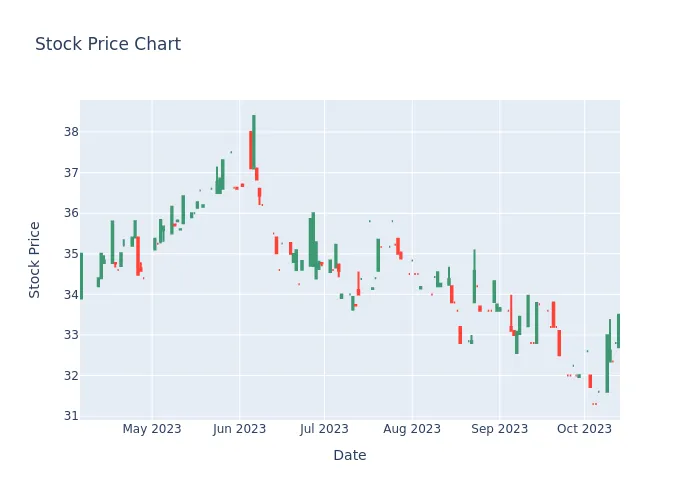 Stock Price Chart
Stock Price
38
37
36
35
34
33
32
31
May 2023
Jun 2023
Jul 2023
Aug 2023
Sep 2023
Oct 2023
Date